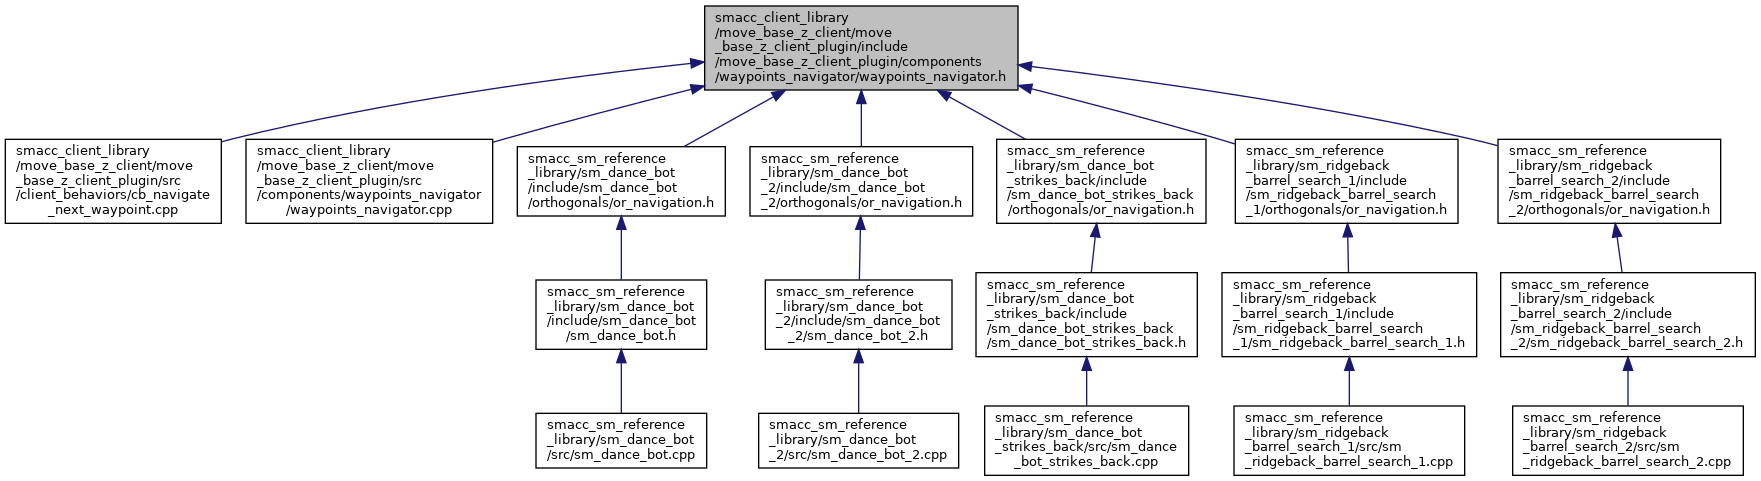 smacc_client_library
/move_base_z_client/move
_base_z_client_plugin/include
/move_base_z_client_plugin/components
/waypoints_navigator/waypoints_navigator.h
smacc_client_library
/move_base_z_client/move
_base_z_client_plugin/src
/client_behaviors/cb_navigate
_next_waypoint.cpp
smacc_client_library
/move_base_z_client/move
_base_z_client_plugin/src
/components/waypoints_navigator
/waypoints_navigator.cpp
smacc_sm_reference
_library/sm_dance_bot
/include/sm_dance_bot
/orthogonals/or_navigation.h
smacc_sm_reference
_library/sm_dance_bot
_2/include/sm_dance_bot
_2/orthogonals/or_navigation.h
smacc_sm_reference
_library/sm_dance_bot
_strikes_back/include
/sm_dance_bot_strikes_back
/orthogonals/or_navigation.h
smacc_sm_reference
_library/sm_ridgeback
_barrel_search_1/include
/sm_ridgeback_barrel_search
_1/orthogonals/or_navigation.h
smacc_sm_reference
_library/sm_ridgeback
_barrel_search_2/include
/sm_ridgeback_barrel_search
_2/orthogonals/or_navigation.h
smacc_sm_reference
_library/sm_dance_bot
/include/sm_dance_bot
/sm_dance_bot.h
smacc_sm_reference
_library/sm_dance_bot
_2/include/sm_dance_bot
_2/sm_dance_bot_2.h
smacc_sm_reference
_library/sm_dance_bot
_strikes_back/include
/sm_dance_bot_strikes_back
/sm_dance_bot_strikes_back.h
smacc_sm_reference
_library/sm_ridgeback
_barrel_search_1/include
/sm_ridgeback_barrel_search
_1/sm_ridgeback_barrel_search_1.h
smacc_sm_reference
_library/sm_ridgeback
_barrel_search_2/include
/sm_ridgeback_barrel_search
_2/sm_ridgeback_barrel_search_2.h
smacc_sm_reference
_library/sm_dance_bot
/src/sm_dance_bot.cpp
smacc_sm_reference
_library/sm_dance_bot
_2/src/sm_dance_bot_2.cpp
smacc_sm_reference
_library/sm_dance_bot
_strikes_back/src/sm_dance
_bot_strikes_back.cpp
smacc_sm_reference
_library/sm_ridgeback
_barrel_search_1/src/sm
_ridgeback_barrel_search_1.cpp
smacc_sm_reference
_library/sm_ridgeback
_barrel_search_2/src/sm
_ridgeback_barrel_search_2.cpp